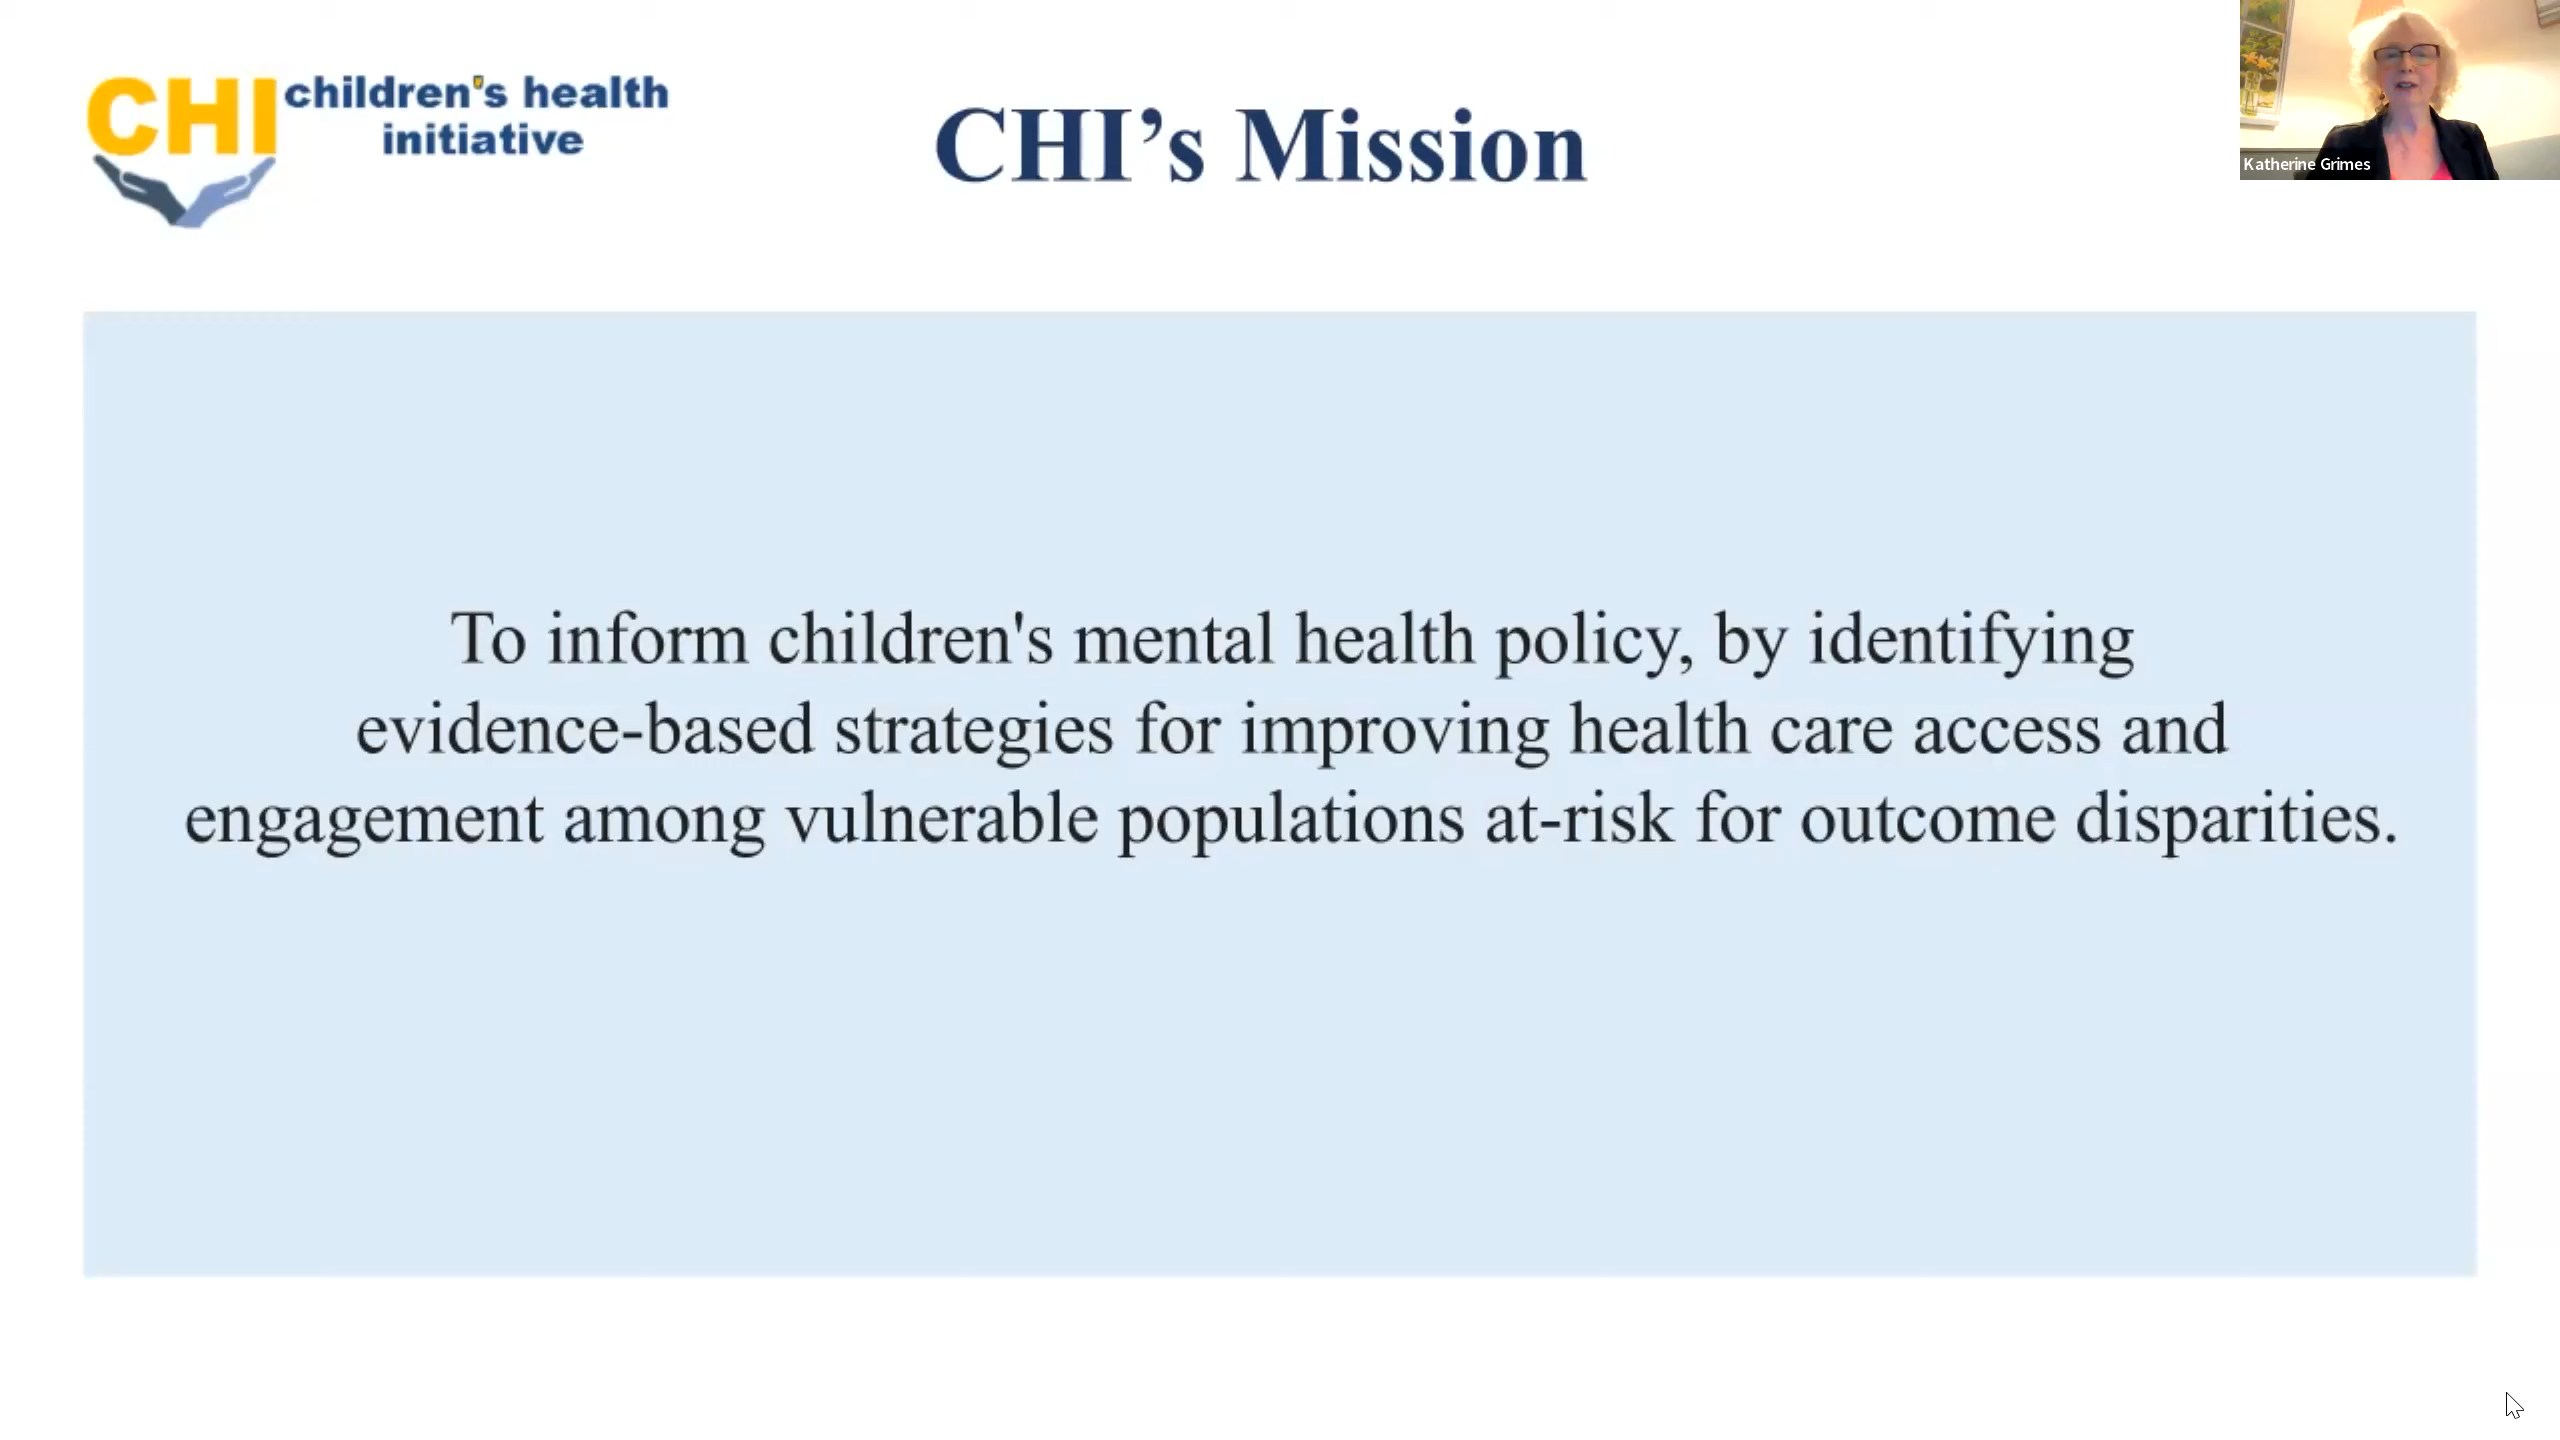 CHI children's health
initiative
CHI’s Mission
Katherine Grimes
To inform children's mental health policy, by identifying
evidence-based strategies for improving health care access and
engagement among vulnerable populations at-risk for outcome disparities.